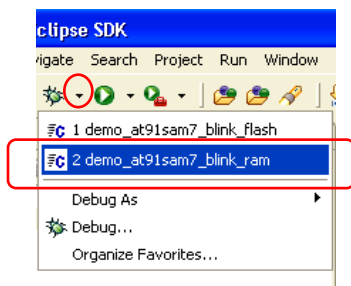 clipse SDK
vigate Search Project Run Window
c 1 demo_at91sam7_blink_flash
c 2 demo_at91sam7_blink_ram
Debug As
Debug...
Organize Favorites...